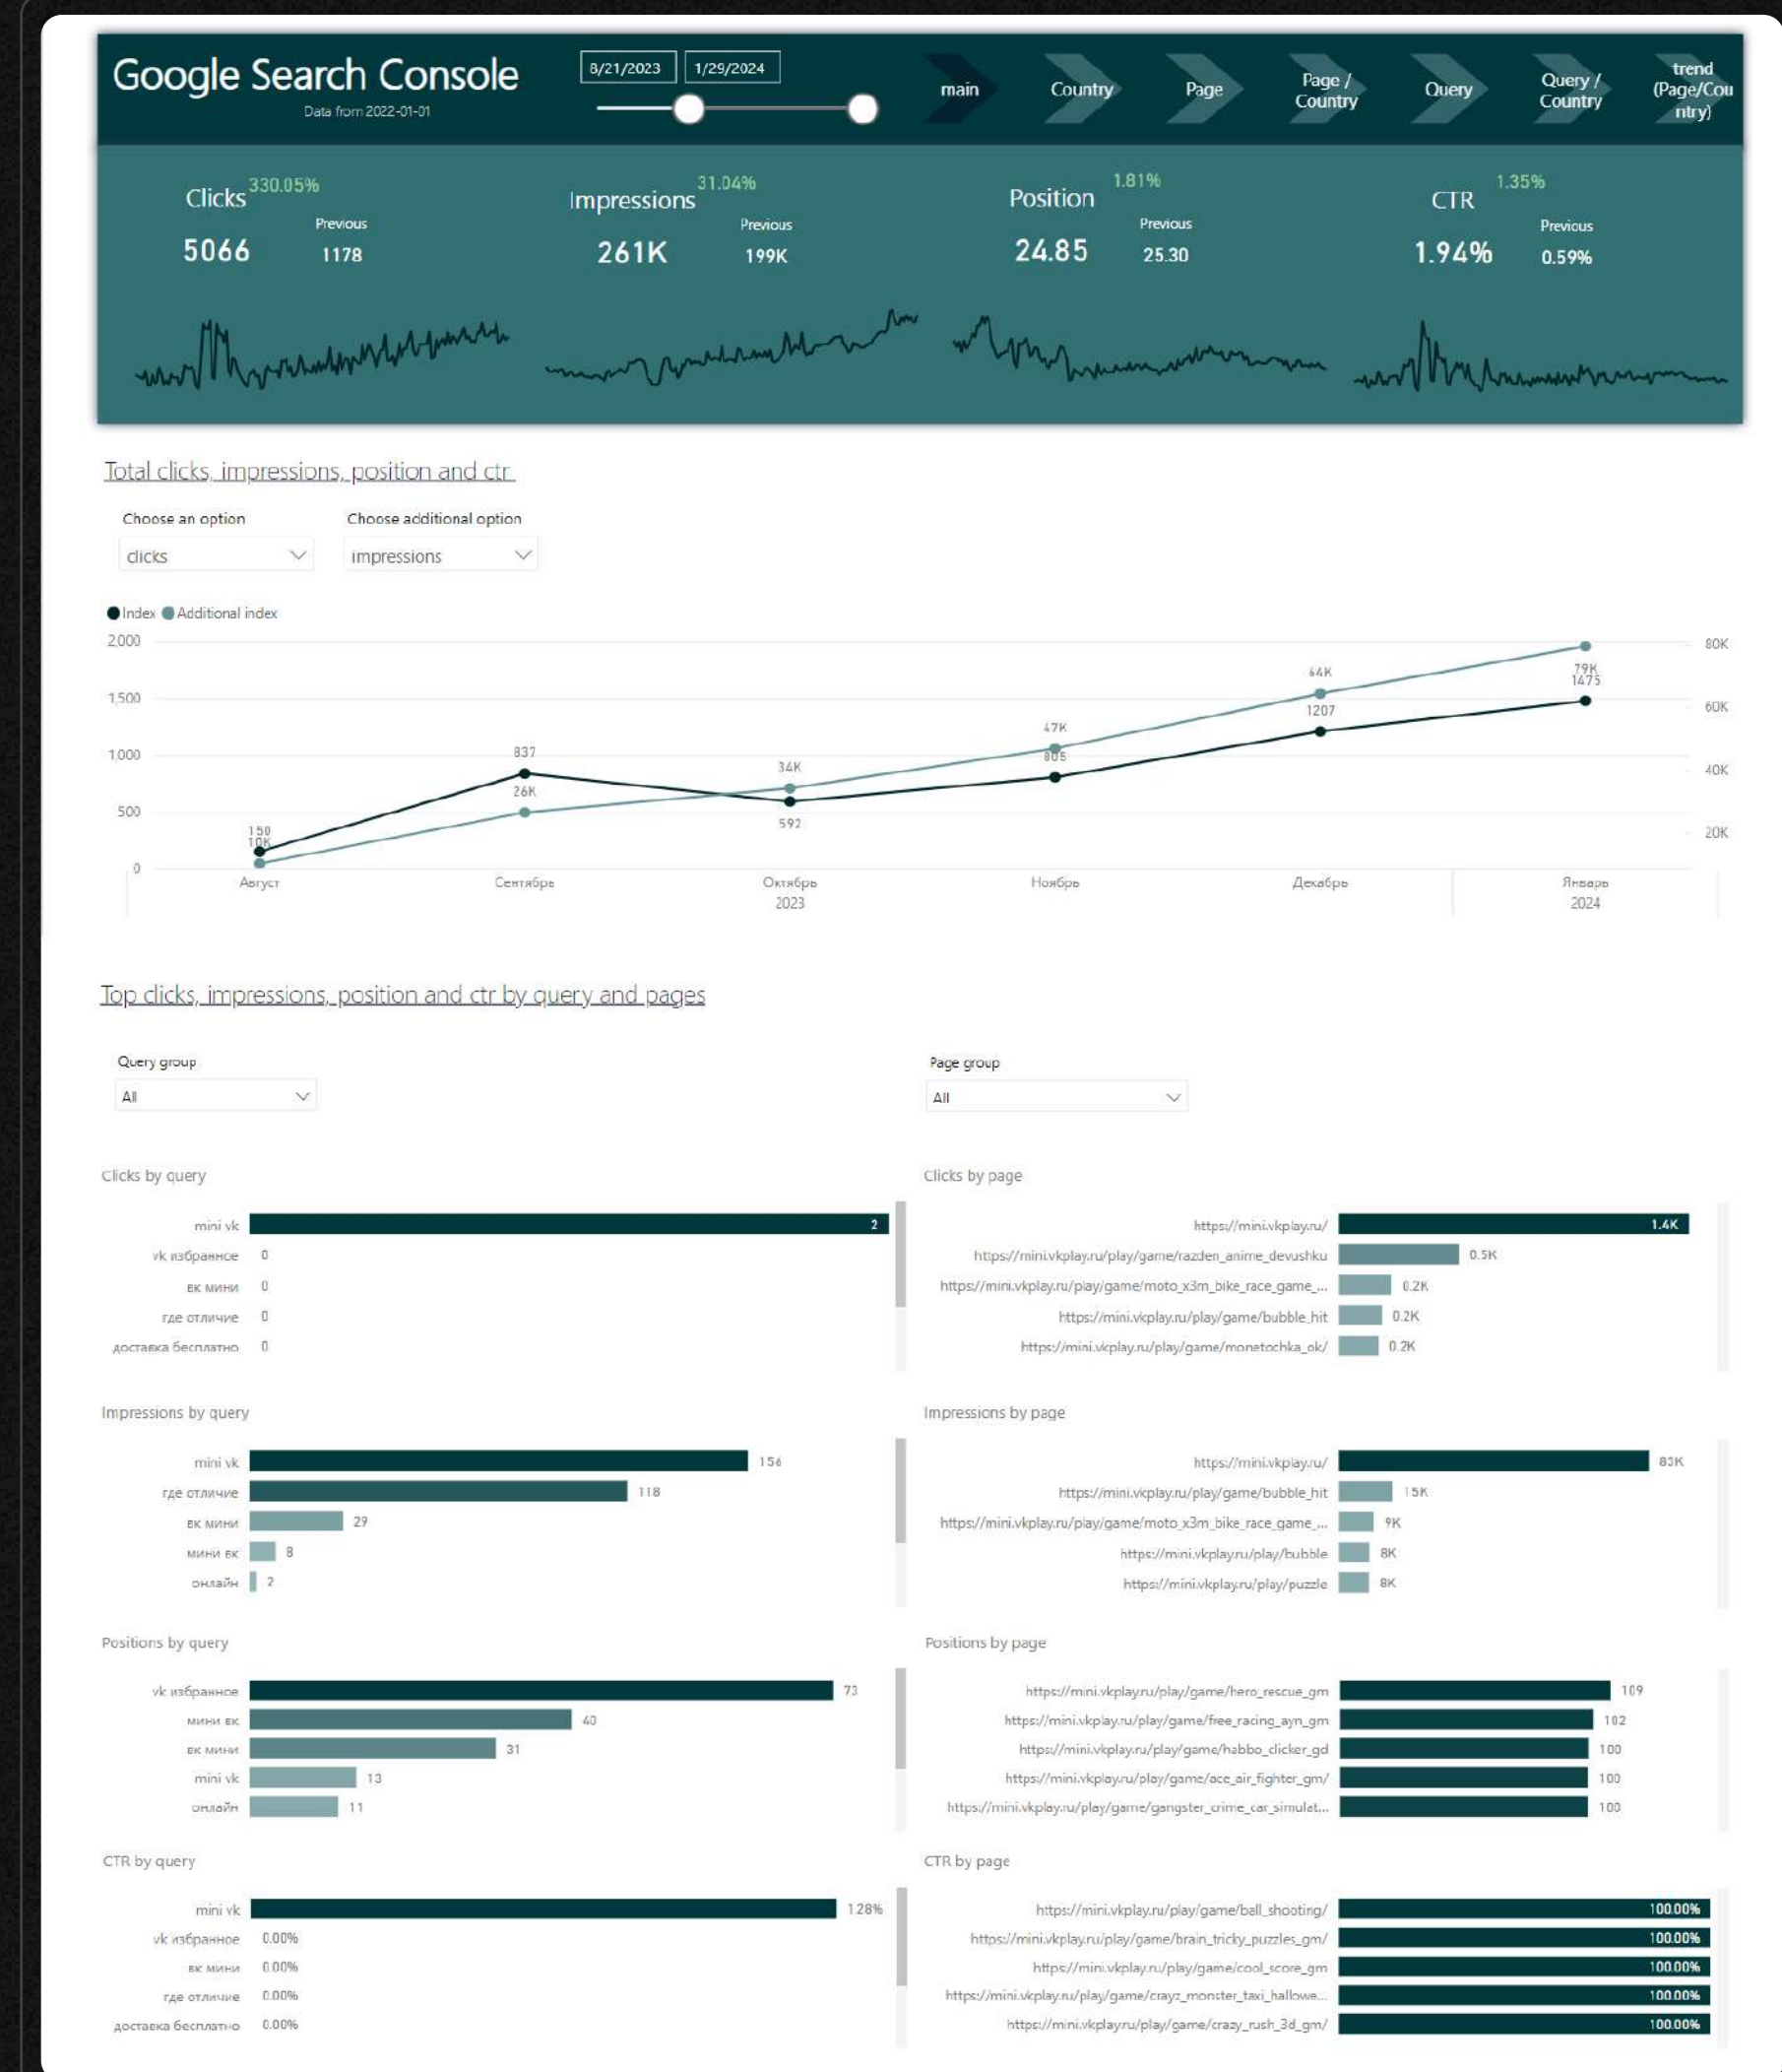 Google Search Console
Data from 2022-01-01
8/21/2023 1/29/2024
main
Country
Page
Page /
Country
Query
Query /
Country
trend
(Page/Cou
ntry)
Clicks 330.05%
Previous
5066 1178
Impressions 31.04%
Previous
261K 199K
Position 1.81%
Previous
24.85 25.30
CTR 1.35%
Previous
1.94% 0.59%
Total clicks, impressions, position and ctr
Choose an option Choose additional option
clicks impressions
Index Additional index
2,000
1,500
1,000
500
0
80K
60K
40K
20K
150
10K
837
26K
34K
592
47K
805
64K
1207
79K
1475
Август Сентябрь Октябрь Ноябрь Декабрь Январь
2023 2024
Top clicks, impressions, position and ctr by query and pages
Query group
All
Page group
All
Clicks by query
mini vk 2
vk избранное 0
вк мини 0
где отличие 0
доставка бесплатно 0
Clicks by page
https://mini.vkplay.ru/ 1.4K
https://mini.vkplay.ru/play/game/razden_anime_devushku 0.5K
https://mini.vkplay.ru/play/game/moto_x3m_bike_race_game_... 0.2K
https://mini.vkplay.ru/play/game/bubble_hit 0.2K
https://mini.vkplay.ru/play/game/monetochka_ok/ 0.2K
Impressions by query
mini vk 156
где отличие 118
вк мини 29
мини вк 8
онлайн 2
Impressions by page
https://mini.vkplay.ru/ 83K
https://mini.vkplay.ru/play/game/bubble_hit 15K
https://mini.vkplay.ru/play/game/moto_x3m_bike_race_game_... 9K
https://mini.vkplay.ru/play/bubble 8K
https://mini.vkplay.ru/play/puzzle 8K
Positions by query
vk избранное 73
мини вк 40
вк мини 31
mini vk 13
онлайн 11
Positions by page
https://mini.vkplay.ru/play/game/hero_rescue_gm 109
https://mini.vkplay.ru/play/game/free_racing_ayn_gm 102
https://mini.vkplay.ru/play/game/habbo_clicker_gd 100
https://mini.vkplay.ru/play/game/ace_air_fighter_gm/ 100
https://mini.vkplay.ru/play/game/gangster_crime_car_simulat... 100
CTR by query
mini vk 1.28%
vk избранное 0.00%
вк мини 0.00%
где отличие 0.00%
доставка бесплатно 0.00%
CTR by page
https://mini.vkplay.ru/play/game/ball_shooting/ 100.00%
https://mini.vkplay.ru/play/game/brain_tricky_puzzles_gm/ 100.00%
https://mini.vkplay.ru/play/game/cool_score_gm 100.00%
https://mini.vkplay.ru/play/game/crayz_monster_taxi_hallowe... 100.00%
https://mini.vkplay.ru/play/game/crazy_rush_3d_gm/ 100.00%